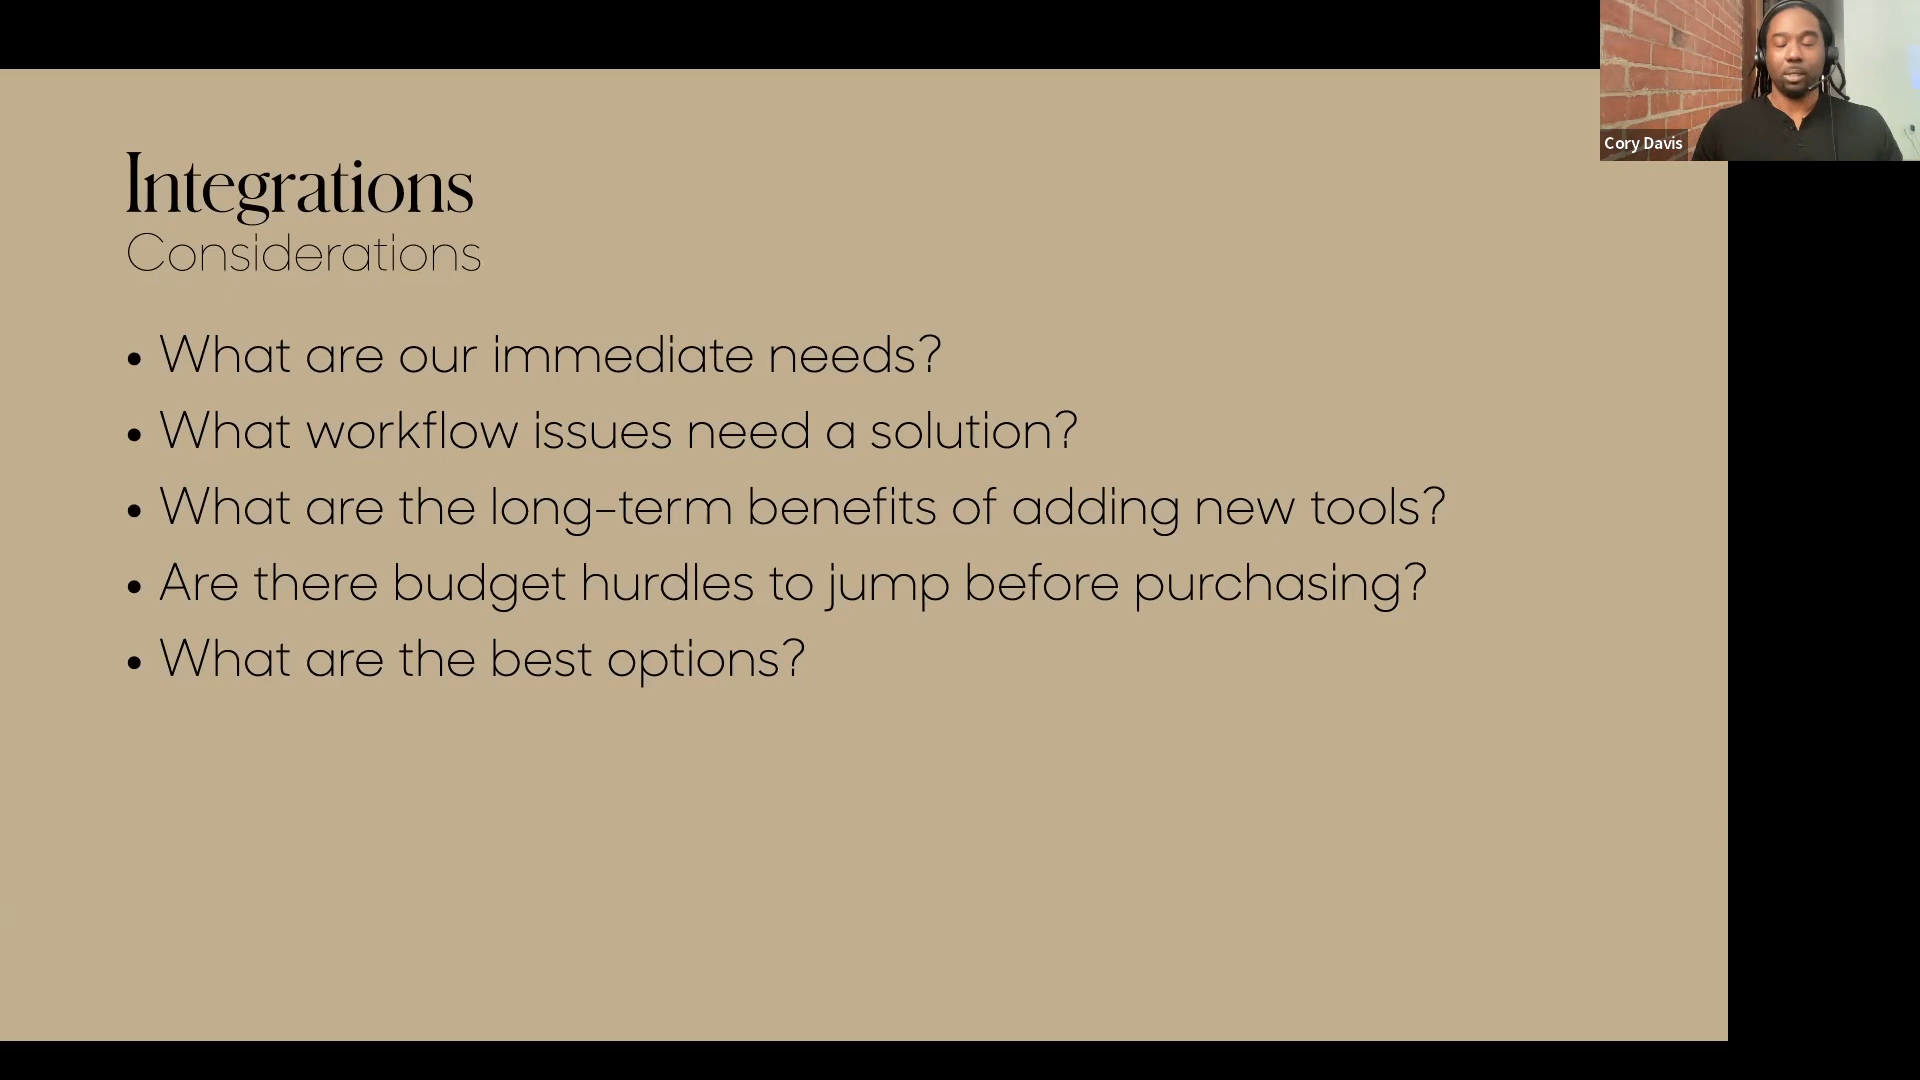 Integrations
Considerations
• What are our immediate needs?
• What workflow issues need a solution?
• What are the long-term benefits of adding new tools?
• Are there budget hurdles to jump before purchasing?
• What are the best options?
Cory Davis